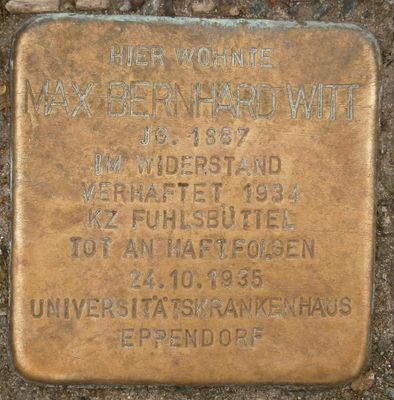 HIER WOHNTE
MAX BERNHARD WITT
JG. 1887
IM WIDERSTAND
VERHAFTET 1934
KZ FUHLSBÜTTEL
TOT AN HAFTFOLGEN
24.10.1935
UNIVERSITÄTSKRANKENHAUS
EPPENDORF